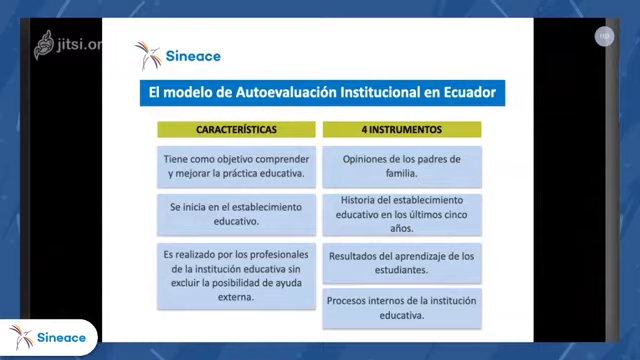 jitsi.or
HD
Sineace
El modelo de Autoevaluación Institucional en Ecuador
CARACTERÍSTICAS
Tiene como objetivo comprender
y mejorar la práctica educativa.
Se inicia en el establecimiento
educativo.
Es realizado por los profesionales
de la institución educativa sin
excluir la posibilidad de ayuda
externa.
4 INSTRUMENTOS
Opiniones de los padres de
familia.
Historia del establecimiento
educativo en los últimos cinco
años.
Resultados del aprendizaje de los
estudiantes.
Procesos internos de la institución
educativa.
Sineace